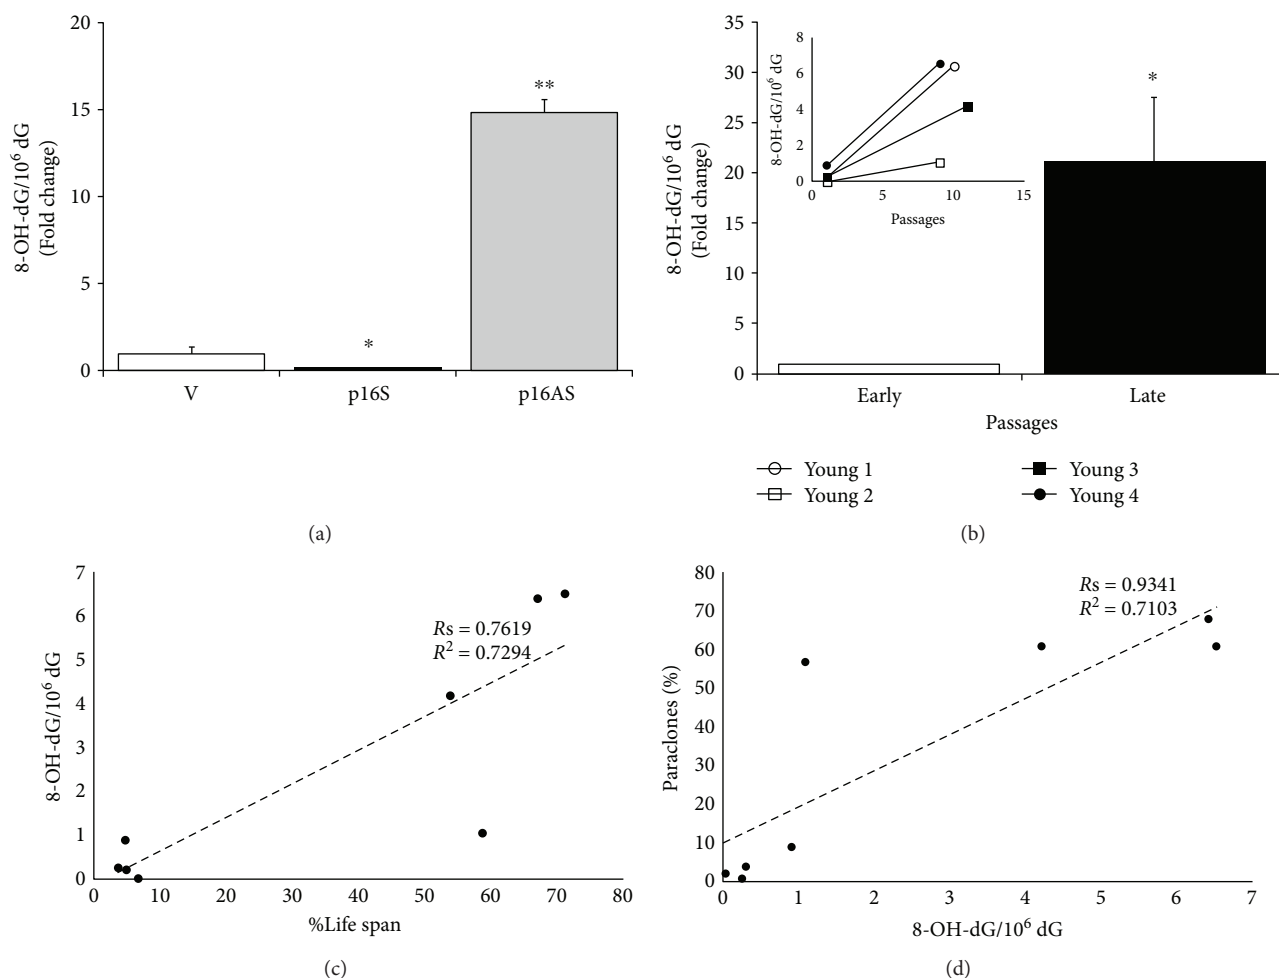 20
15
10
5
0
8-OH-dG/10⁶ dG
(Fold change)
**
*
V
p16S
p16AS
(a)
35
30
25
20
15
10
5
0
8-OH-dG/10⁶ dG
(Fold change)
*
8
6
4
2
0
8-OH-dG/10⁶ dG
0
5
10
15
Passages
Early
Late
Passages
Young 1
Young 3
Young 2
Young 4
(b)
7
6
5
4
3
2
1
0
8-OH-dG/10⁶ dG
Rs = 0.7619
R² = 0.7294
0
10
20
30
40
50
60
70
80
%Life span
(c)
80
70
60
50
40
30
20
10
0
Paraclones (%)
Rs = 0.9341
R² = 0.7103
0
1
2
3
4
5
6
7
8-OH-dG/10⁶ dG
(d)